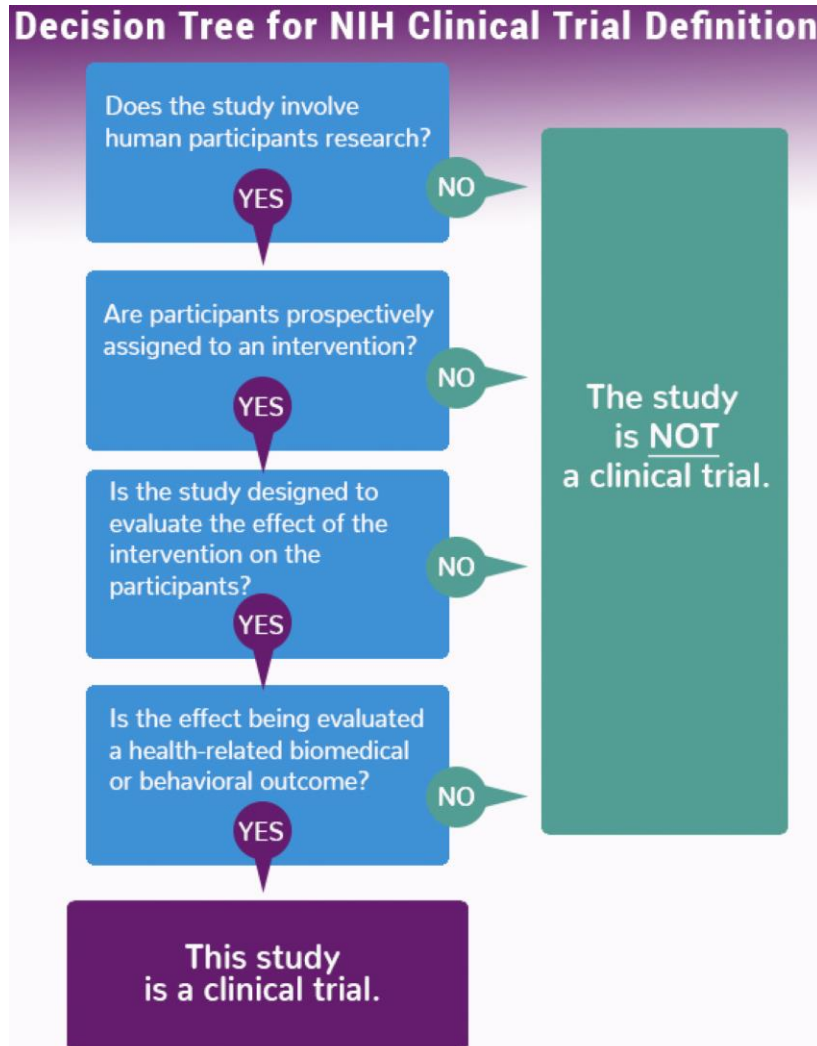 Decision Tree for NIH Clinical Trial Definition
Does the study involve
human participants research?
YES
NO
Are participants prospectively
assigned to an intervention?
YES
NO
Is the study designed to
evaluate the effect of the
intervention on the
participants?
YES
NO
Is the effect being evaluated
a health-related biomedical
or behavioral outcome?
YES
NO
The study
is NOT
a clinical trial.
This study
is a clinical trial.